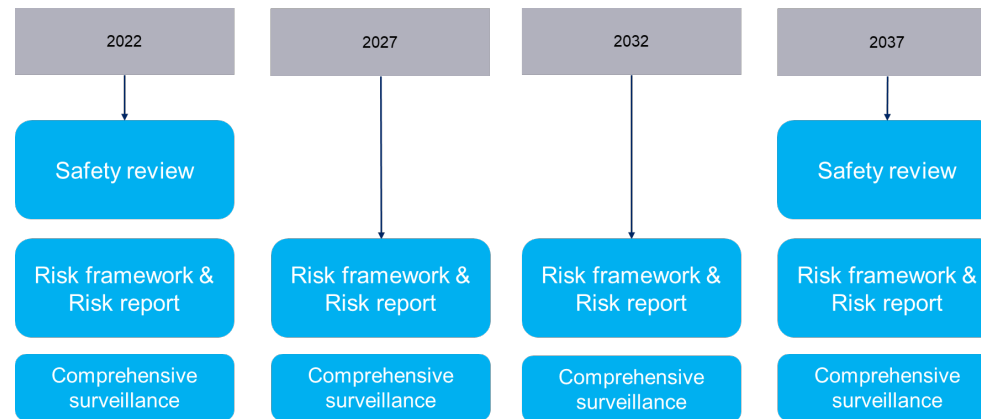 2022
2027
2032
2037
Safety review
Safety review
Risk framework &
Risk report
Risk framework &
Risk report
Risk framework &
Risk report
Risk framework &
Risk report
Comprehensive
surveillance
Comprehensive
surveillance
Comprehensive
surveillance
Comprehensive
surveillance